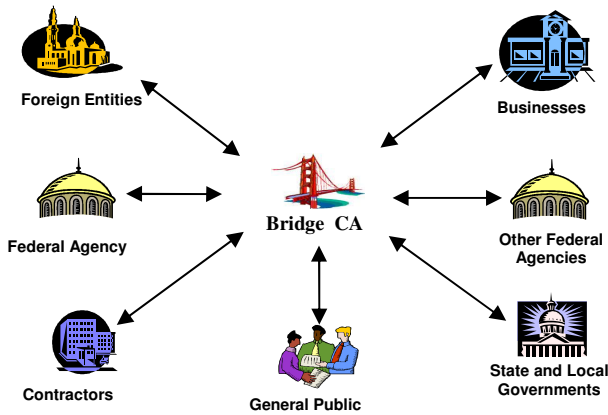 Foreign Entities
Businesses
Bridge CA
Federal Agency
Other Federal
Agencies
Contractors
General Public
State and Local
Governments